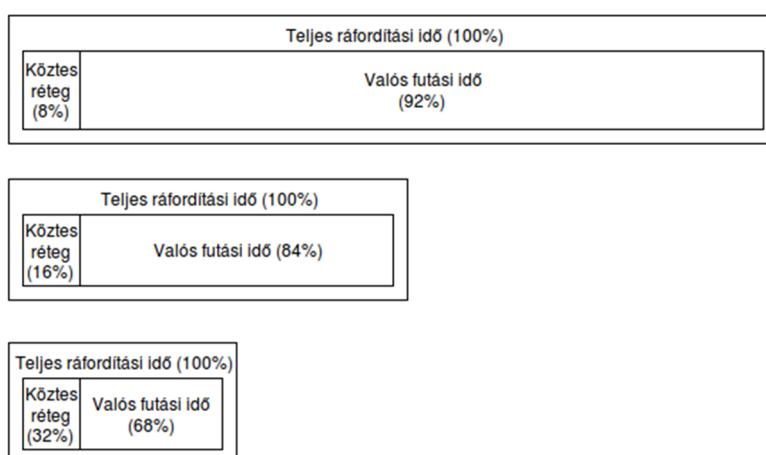 Teljes ráfordítási idő (100%)
Köztes
réteg
(8%)
Valós futási idő
(92%)
Teljes ráfordítási idő (100%)
Köztes
réteg
(16%)
Valós futási idő (84%)
Teljes ráfordítási idő (100%)
Köztes
réteg
(32%)
Valós futási idő
(68%)